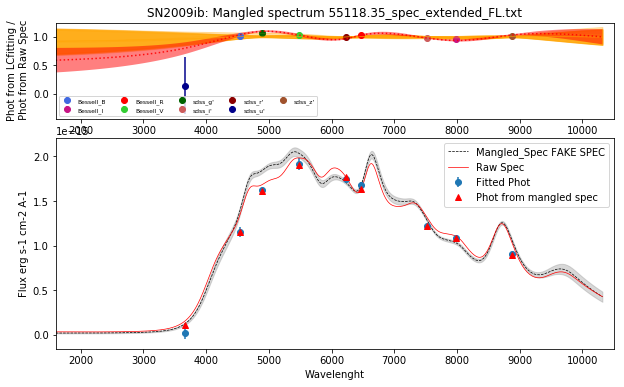 SN2009ib: Mangled spectrum 55118.35_spec_extended_FL.txt
Phot from LCfitting /
Phot from Raw Spec
1.0
0.5
0.0
Bessell_B
Bessell_I
Bessell_R
Bessell_V
sdss_g'
sdss_i'
sdss_r'
sdss_u'
sdss_z'
2000 3000 4000 5000 6000 7000 8000 9000 10000
1e-15
Flux erg s-1 cm-2 A-1
2.0
1.5
1.0
0.5
0.0
Mangled_Spec FAKE SPEC
Raw Spec
Fitted Phot
Phot from mangled spec
2000 3000 4000 5000 6000 7000 8000 9000 10000
Wavelenght